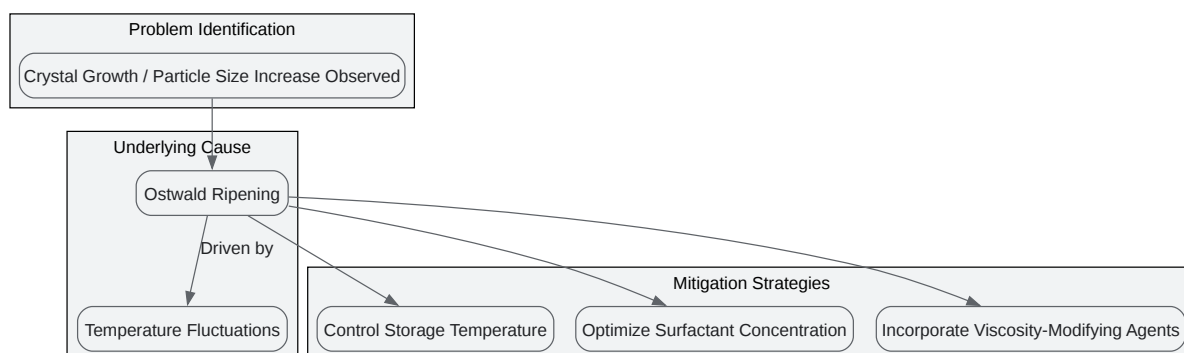 Problem Identification
Crystal Growth / Particle Size Increase Observed
Underlying Cause
Ostwald Ripening
Driven by
Mitigation Strategies
Temperature Fluctuations
Control Storage Temperature
Optimize Surfactant Concentration
Incorporate Viscosity-Modifying Agents